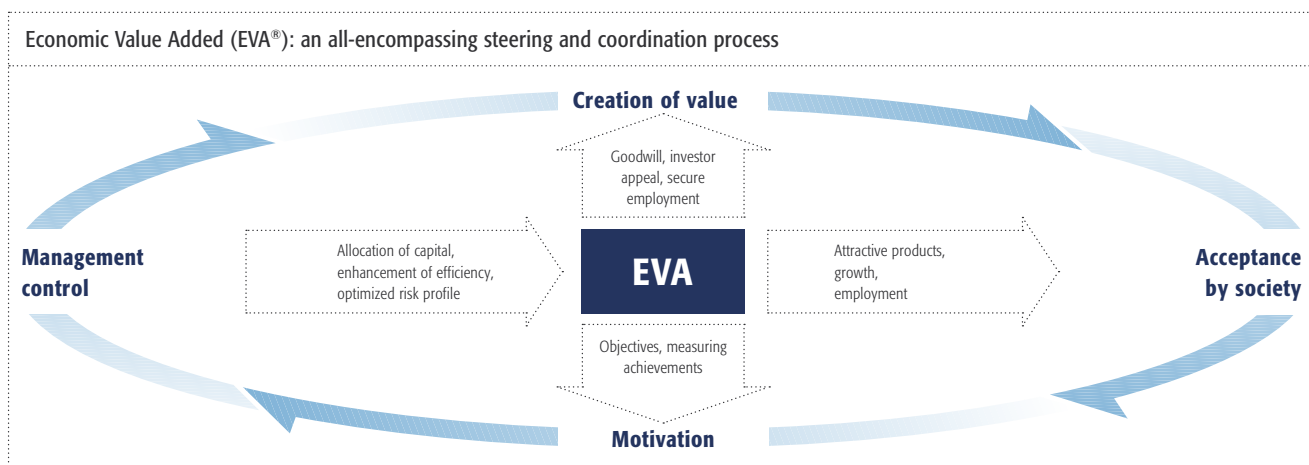 Economic Value Added (EVA®): an all-encompassing steering and coordination process
Creation of value
Goodwill, investor
appeal, secure
employment
Management
control
Allocation of capital,
enhancement of efficiency,
optimized risk profile
EVA
Attractive products,
growth,
employment
Acceptance
by society
Objectives, measuring
achievements
Motivation